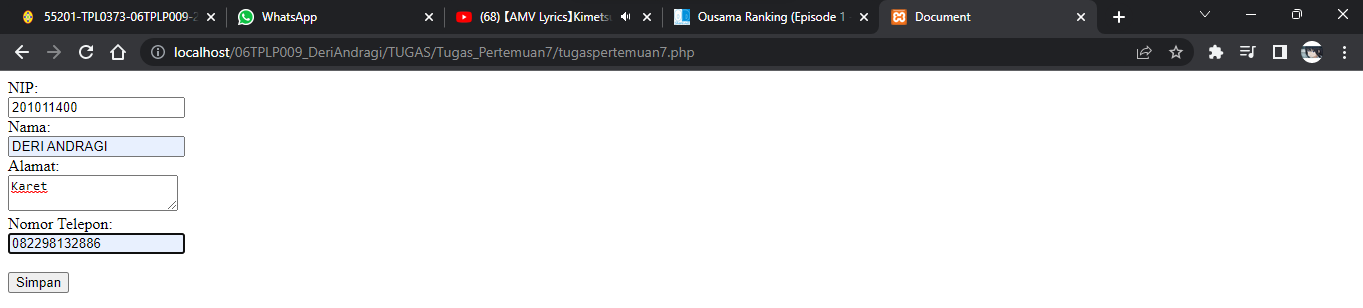 55201-TPL0373-06TPLP009-2
WhatsApp
(68) 【AMV Lyrics】Kimets
Ousama Ranking (Episode 1
Document
localhost/06TPLP009_DeriAndragi/TUGAS/Tugas_Pertemuan7/tugaspertemuan7.php
NIP:
201011400
Nama:
DERI ANDRAGI
Alamat:
Karet
Nomor Telepon:
082298132886
Simpan